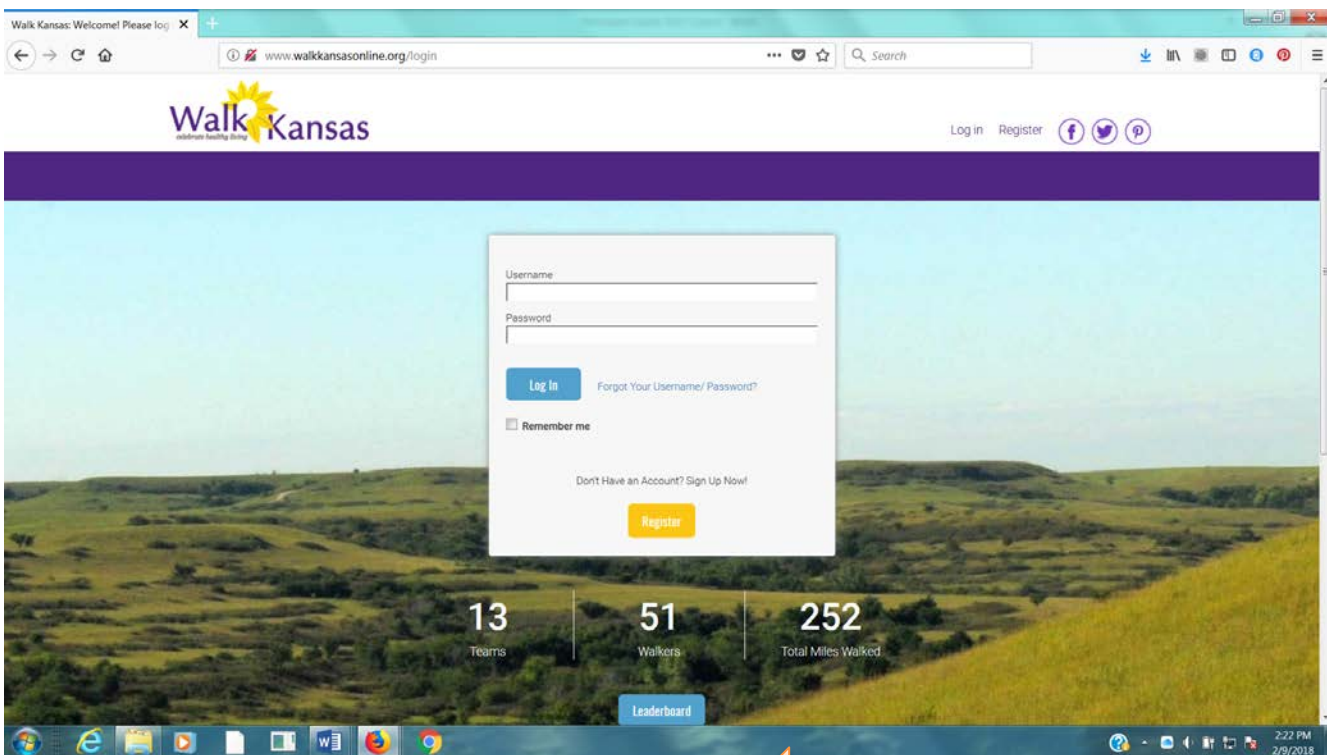 Walk Kansas: Welcome! Please log
www.walkkansasonline.org/login
Search
Walk Kansas
celebrate healthy living
Log in Register
Username
Password
Log In Forgot Your Username/ Password?
Remember me
Don't Have an Account? Sign Up Now!
Register
13 51 252
Teams Walkers Total Miles Walked
Leaderboard
2:22 PM
2/9/2018